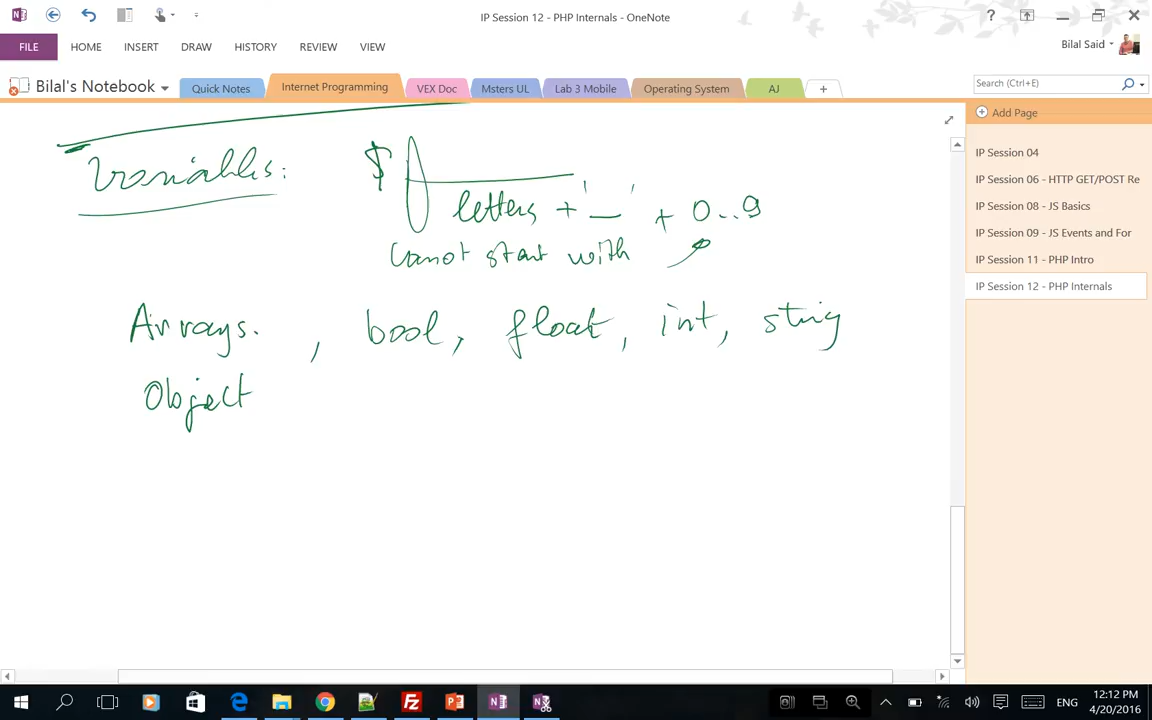 IP Session 12 - PHP Internals - OneNote
?
FILE HOME INSERT DRAW HISTORY REVIEW VIEW
Bilal Said
Bilal's Notebook
Quick Notes Internet Programming VEX Doc Msters UL Lab 3 Mobile Operating System AJ +
Search (Ctrl+E)
Add Page
IP Session 04
IP Session 06 - HTTP GET/POST Re
IP Session 08 - JS Basics
IP Session 09 - JS Events and For
IP Session 11 - PHP Intro
IP Session 12 - PHP Internals
Variables: $
letters + '_' + 0..9
cannot start with
Arrays. , bool, float, int, string
Object
ENG
12:12 PM
4/20/2016